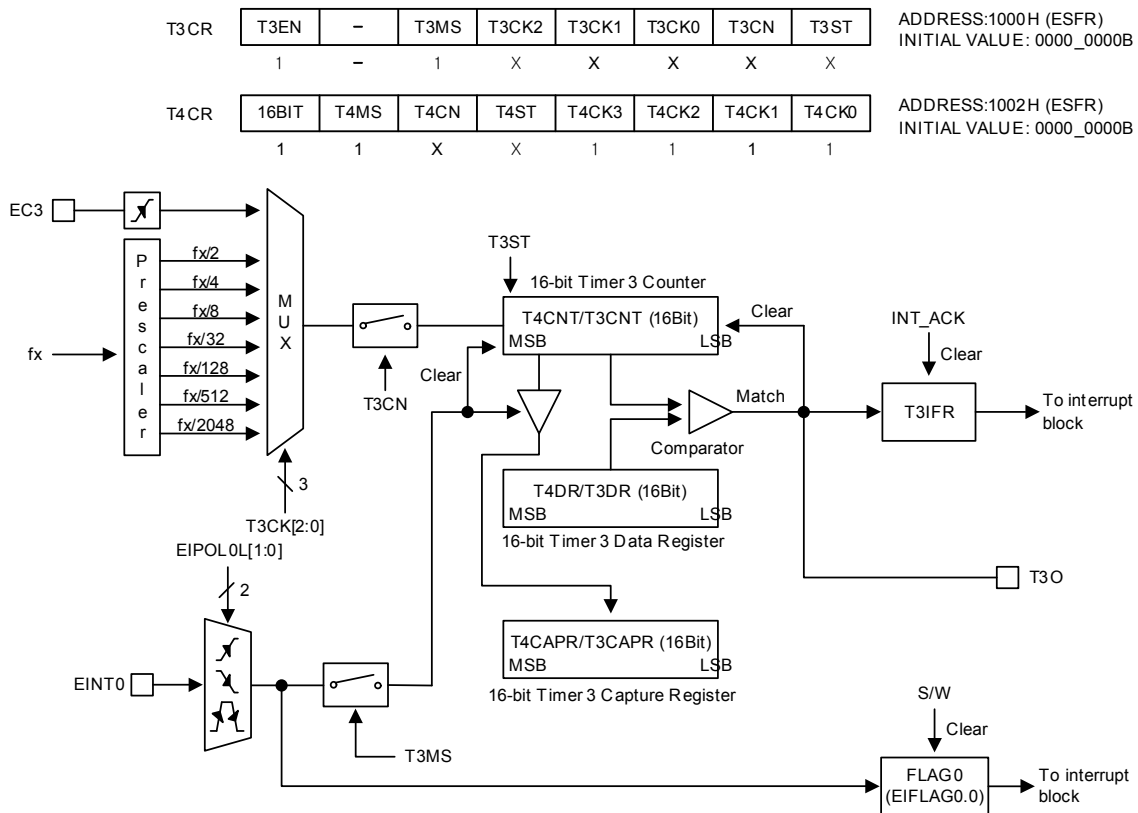 T3CR T3EN – T3MS T3CK2 T3CK1 T3CK0 T3CN T3ST ADDRESS:1000H (ESFR)
INITIAL VALUE: 0000_0000B
1 – 1 X X X X X
T4CR 16BIT T4MS T4CN T4ST T4CK3 T4CK2 T4CK1 T4CK0 ADDRESS:1002H (ESFR)
INITIAL VALUE: 0000_0000B
1 1 X X 1 1 1 1
EC3
Prescaler
fx
fx/2
fx/4
fx/8
fx/32
fx/128
fx/512
fx/2048
MUX
3
T3CK[2:0]
T3CN
T3ST
16-bit Timer 3 Counter
T4CNT/T3CNT (16Bit)
MSB LSB
Clear
Clear
Comparator
Match
T4DR/T3DR (16Bit)
MSB LSB
16-bit Timer 3 Data Register
INT_ACK
Clear
T3IFR
To interrupt
block
T3O
EIPOL0L[1:0]
2
EINT0
T3MS
T4CAPR/T3CAPR (16Bit)
MSB LSB
16-bit Timer 3 Capture Register
S/W
Clear
FLAG0
(EIFLAG0.0)
To interrupt
block